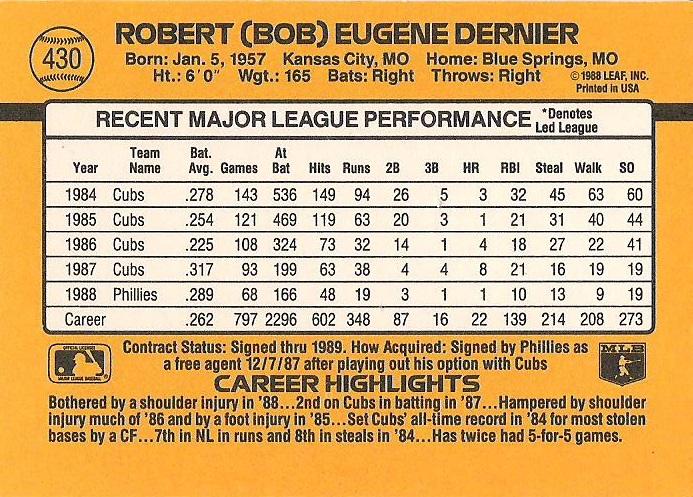 ROBERT (BOB) EUGENE DERNIER
430
Born: Jan. 5, 1957 Kansas City, MO Home: Blue Springs, MO
Ht.: 6'0" Wgt.: 165 Bats: Right Throws: Right
©1988 LEAF, INC.
Printed in USA
RECENT MAJOR LEAGUE PERFORMANCE *Denotes Led League
Year Team Name Bat. Avg. Games At Bat Hits Runs 2B 3B HR RBI Steal Walk SO
1984 Cubs .278 143 536 149 94 26 5 3 32 45 63 60
1985 Cubs .254 121 469 119 63 20 3 1 21 31 40 44
1986 Cubs .225 108 324 73 32 14 1 4 18 27 22 41
1987 Cubs .317 93 199 63 38 4 4 8 21 16 19 19
1988 Phillies .289 68 166 48 19 3 1 1 10 13 9 19
Career .262 797 2296 602 348 87 16 22 139 214 208 273
OFFICIAL LICENSEE
MAJOR LEAGUE BASEBALL
Contract Status: Signed thru 1989. How Acquired: Signed by Phillies as
a free agent 12/7/87 after playing out his option with Cubs
MLB
CAREER HIGHLIGHTS
Bothered by a shoulder injury in '88...2nd on Cubs in batting in '87...Hampered by shoulder
injury much of '86 and by a foot injury in '85...Set Cubs' all-time record in '84 for most stolen
bases by a CF...7th in NL in runs and 8th in steals in '84...Has twice had 5-for-5 games.